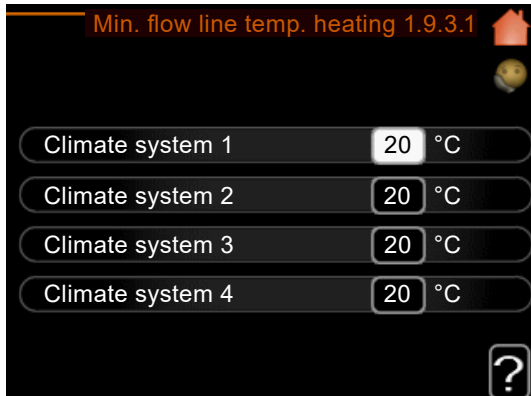 Min. flow line temp. heating 1.9.3.1
Climate system 1 20 °C
Climate system 2 20 °C
Climate system 3 20 °C
Climate system 4 20 °C
?